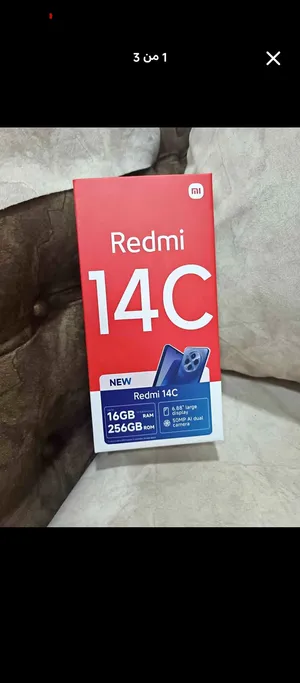 1 من 3
mi
Redmi
14C
NEW
Redmi 14C
16GB RAM
256GB ROM
6.88" large display
50MP AI dual camera